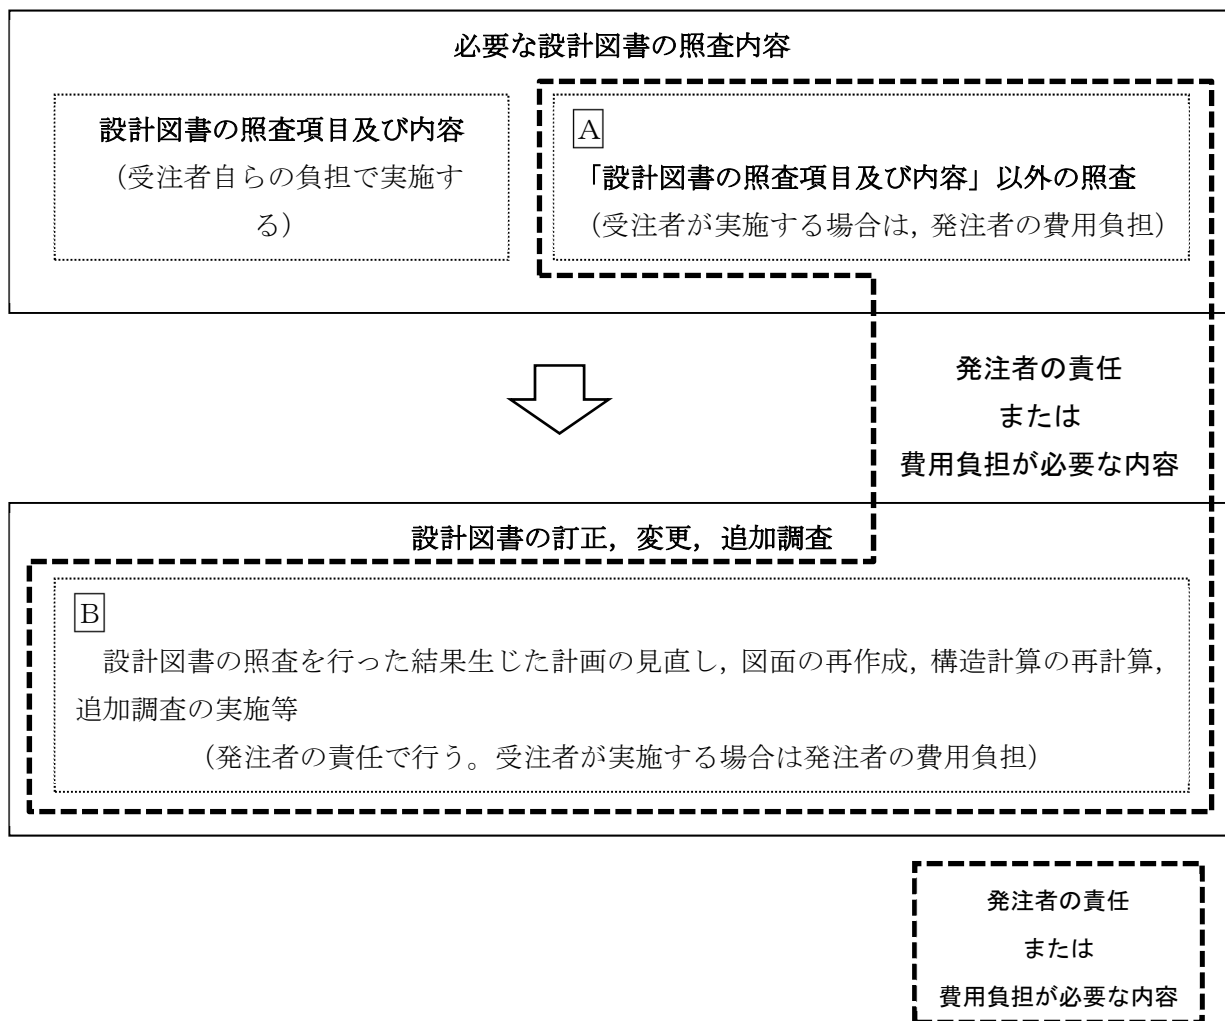 必要な設計図書の照査内容
設計図書の照査項目及び内容
（受注者自らの負担で実施す
る）
A
「設計図書の照査項目及び内容」以外の照査
（受注者が実施する場合は，発注者の費用負担）
発注者の責任
または
費用負担が必要な内容
設計図書の訂正，変更，追加調査
B
設計図書の照査を行った結果生じた計画の見直し，図面の再作成，構造計算の再計算，
追加調査の実施等
（発注者の責任で行う。受注者が実施する場合は発注者の費用負担）
発注者の責任
または
費用負担が必要な内容